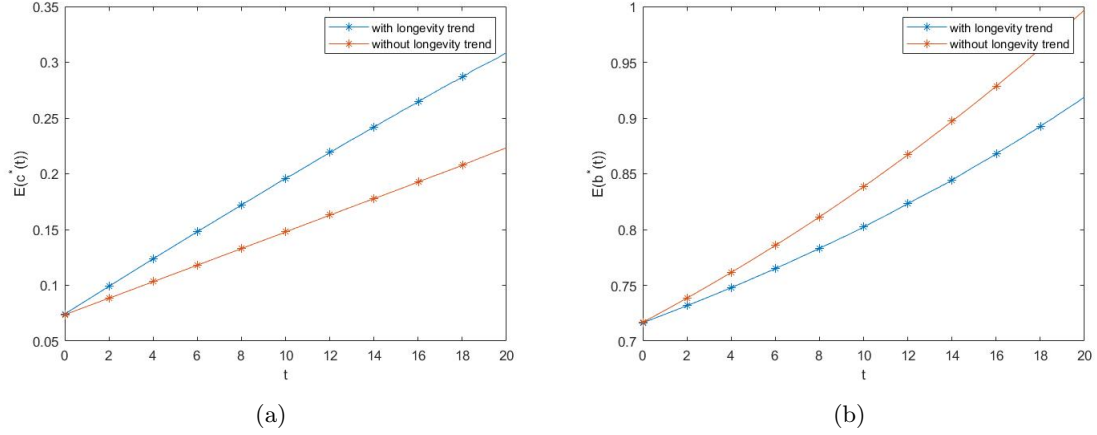 0.35
0.3
0.25
0.2
0.15
0.1
0.05
E(c*(t))
0 2 4 6 8 10 12 14 16 18 20
t
with longevity trend
without longevity trend
(a)
1
0.95
0.9
0.85
0.8
0.75
0.7
E(b*(t))
0 2 4 6 8 10 12 14 16 18 20
t
with longevity trend
without longevity trend
(b)